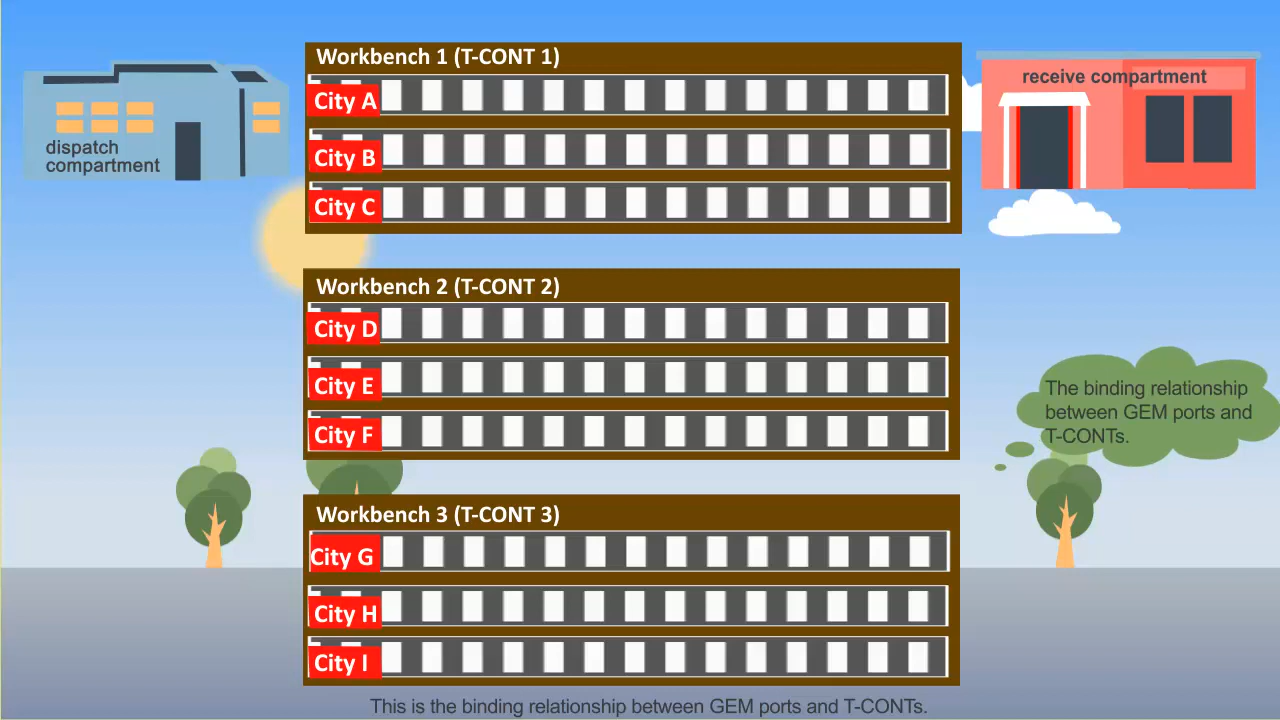 Workbench 1 (T-CONT 1)
City A
City B
City C
dispatch
compartment
receive compartment
Workbench 2 (T-CONT 2)
City D
City E
City F
The binding relationship
between GEM ports and
T-CONTs.
Workbench 3 (T-CONT 3)
City G
City H
City I
This is the binding relationship between GEM ports and T-CONTs.